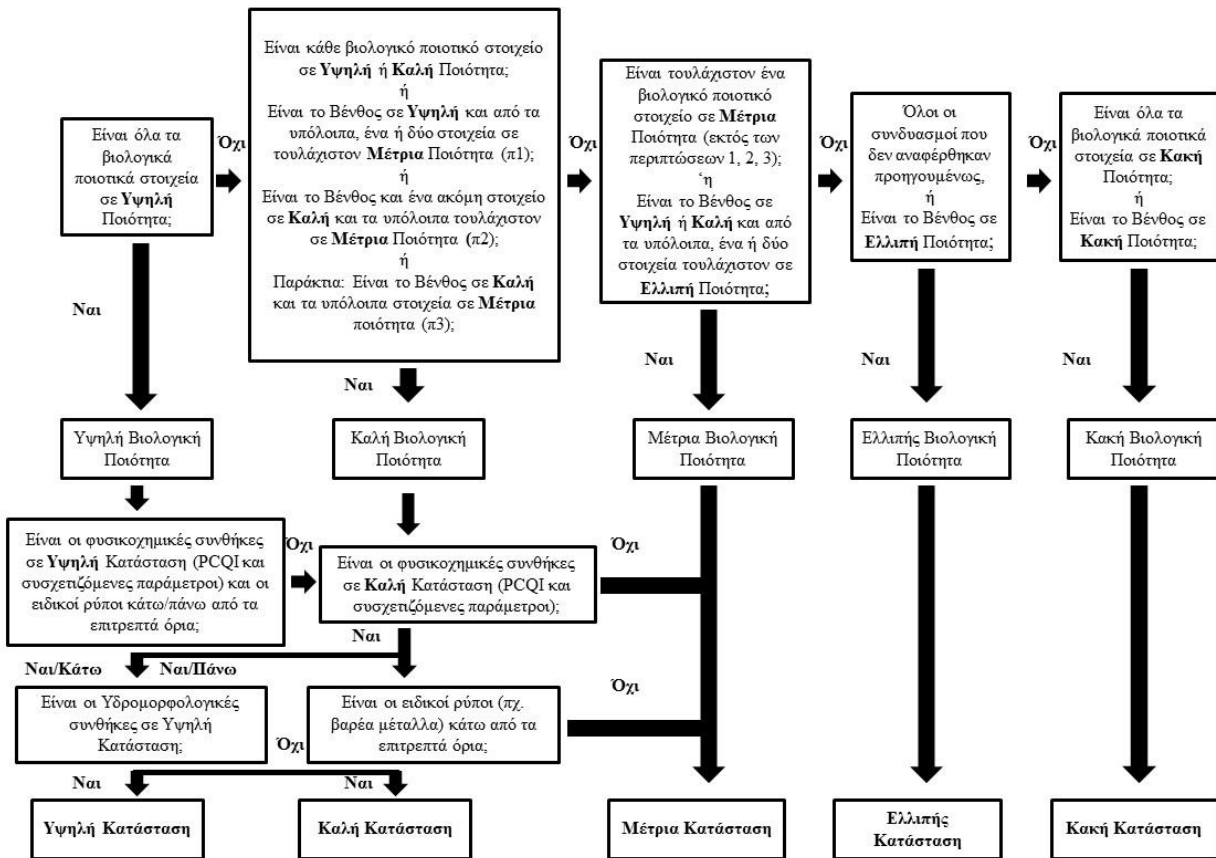 Είναι όλα τα
βιολογικά
ποιοτικά στοιχεία
σε Υψηλή
Ποιότητα;
Όχι
Είναι κάθε βιολογικό ποιοτικό στοιχείο
σε Υψηλή ή Καλή Ποιότητα;
ή
Είναι το Βένθος σε Υψηλή και από τα
υπόλοιπα, ένα ή δύο στοιχεία σε
τουλάχιστον Μέτρια Ποιότητα (π1);
ή
Είναι το Βένθος και ένα ακόμη στοιχείο
σε Καλή και τα υπόλοιπα τουλάχιστον
σε Μέτρια Ποιότητα (π2);
ή
Παράκτια: Είναι το Βένθος σε Καλή
και τα υπόλοιπα στοιχεία σε Μέτρια
ποιότητα (π3);
Όχι
Είναι τουλάχιστον ένα
βιολογικό ποιοτικό
στοιχείο σε Μέτρια
Ποιότητα (εκτός των
περιπτώσεων 1, 2, 3);
‘η
Είναι το Βένθος σε
Υψηλή ή Καλή και από
τα υπόλοιπα, ένα ή δύο
στοιχεία τουλάχιστον σε
Ελλιπή Ποιότητα;
Όχι
Όλοι οι
συνδυασμοί που
δεν αναφέρθηκαν
προηγουμένως,
ή
Είναι το Βένθος σε
Ελλιπή Ποιότητα;
Όχι
Είναι όλα τα
βιολογικά ποιοτικά
στοιχεία σε Κακή
Ποιότητα;
ή
Είναι το Βένθος σε
Κακή Ποιότητα;
Ναι
Ναι
Ναι
Ναι
Ναι
Υψηλή Βιολογική
Ποιότητα
Καλή Βιολογική
Ποιότητα
Μέτρια Βιολογική
Ποιότητα
Ελλιπής Βιολογική
Ποιότητα
Κακή Βιολογική
Ποιότητα
Είναι οι φυσικοχημικές συνθήκες
σε Υψηλή Κατάσταση (PCQI και
συσχετιζόμενες παράμετροι) και οι
ειδικοί ρύποι κάτω/πάνω από τα
επιτρεπτά όρια;
Όχι
Είναι οι φυσικοχημικές συνθήκες
σε Καλή Κατάσταση (PCQI και
συσχετιζόμενες παράμετροι);
Όχι
Ναι
Ναι/Κάτω
Ναι/Πάνω
Είναι οι Υδρομορφολογικές
συνθήκες σε Υψηλή
Κατάσταση;
Όχι
Είναι οι ειδικοί ρύποι (πχ.
βαρέα μέταλλα) κάτω από τα
επιτρεπτά όρια;
Όχι
Ναι
Ναι
Υψηλή Κατάσταση
Καλή Κατάσταση
Μέτρια Κατάσταση
Ελλιπής
Κατάσταση
Κακή Κατάσταση